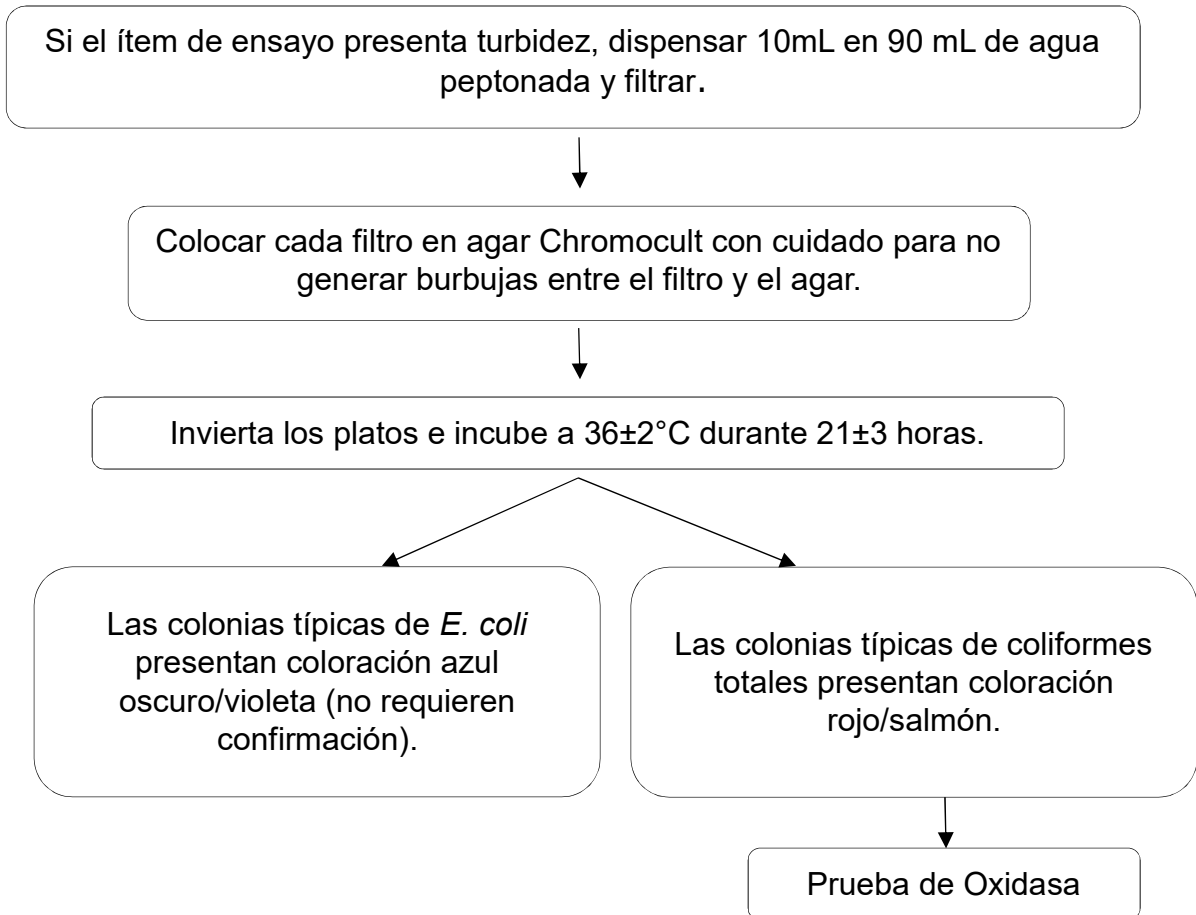 Si el ítem de ensayo presenta turbidez, dispensar 10mL en 90 mL de agua
peptonada y filtrar.
Colocar cada filtro en agar Chromocult con cuidado para no
generar burbujas entre el filtro y el agar.
Invierta los platos e incube a 36±2°C durante 21±3 horas.
Las colonias típicas de E. coli
presentan coloración azul
oscuro/violeta (no requieren
confirmación).
Las colonias típicas de coliformes
totales presentan coloración
rojo/salmón.
Prueba de Oxidasa